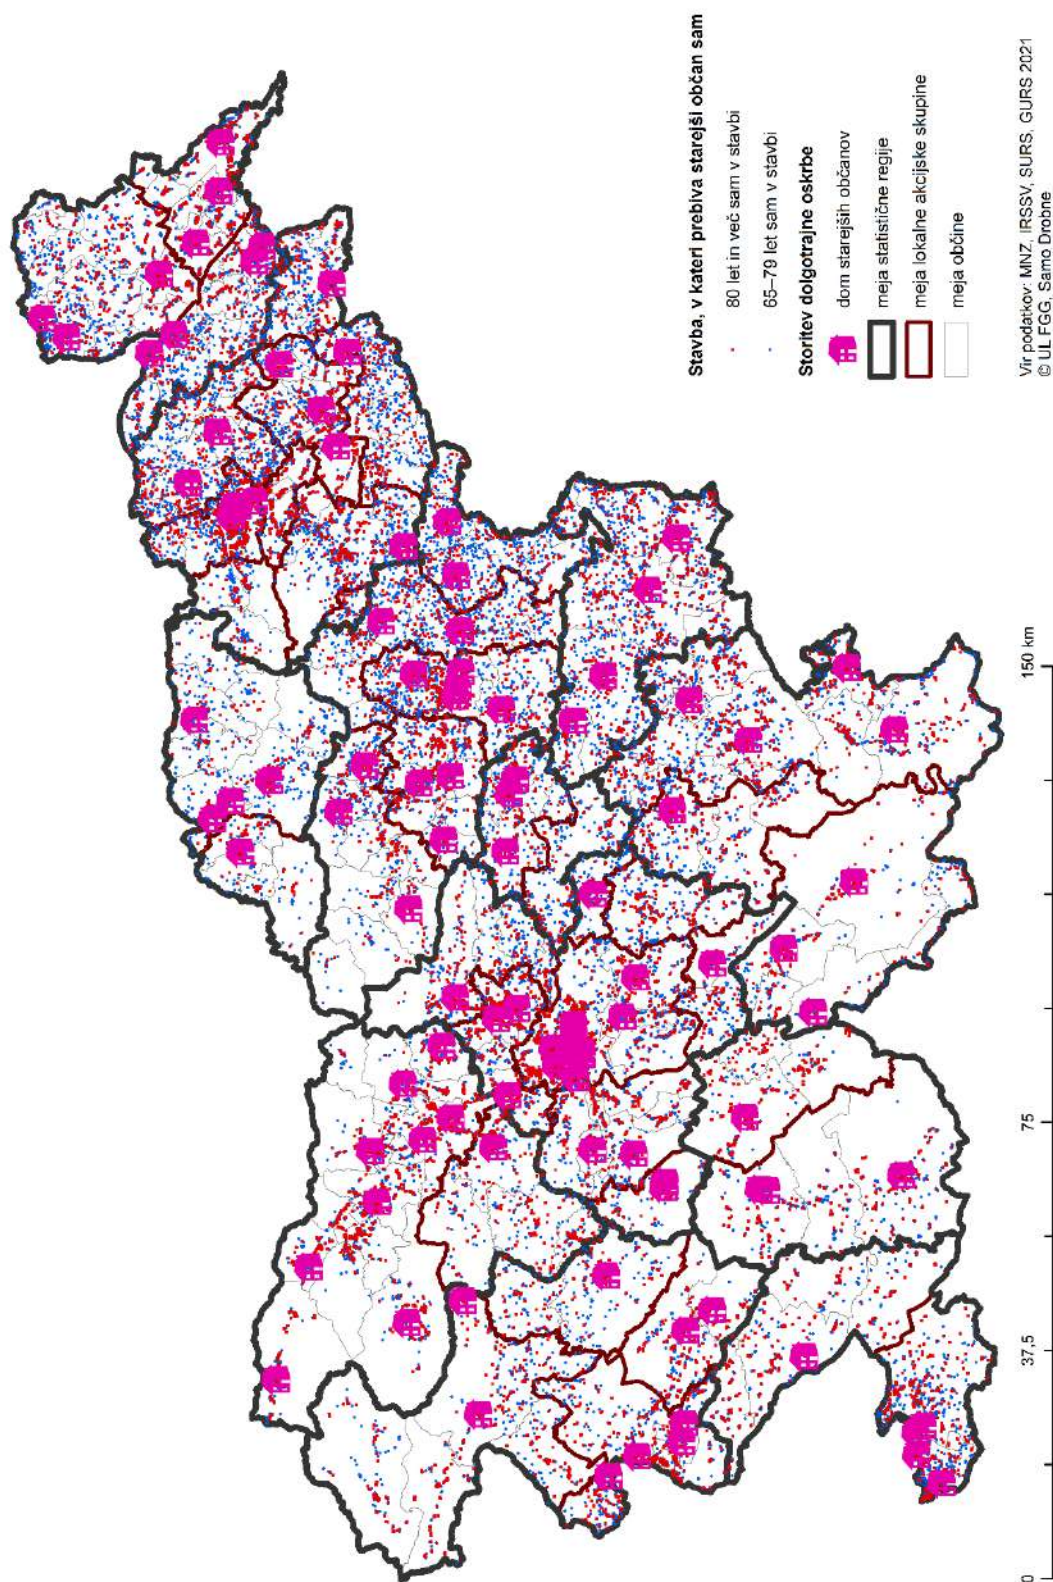 Stavba, v kateri prebiva starejši občan sam
80 let in več sam v stavbi
65–79 let sam v stavbi
Storitev dolgotrajne oskrbe
dom starejših občanov
meja statistične regije
meja lokalne akcijske skupine
meja občine
Vir podatkov: MNZ, IRSSV, SURS, GURS 2021
© UL FGG, Samo Drobne
0 37.5 75 150 km